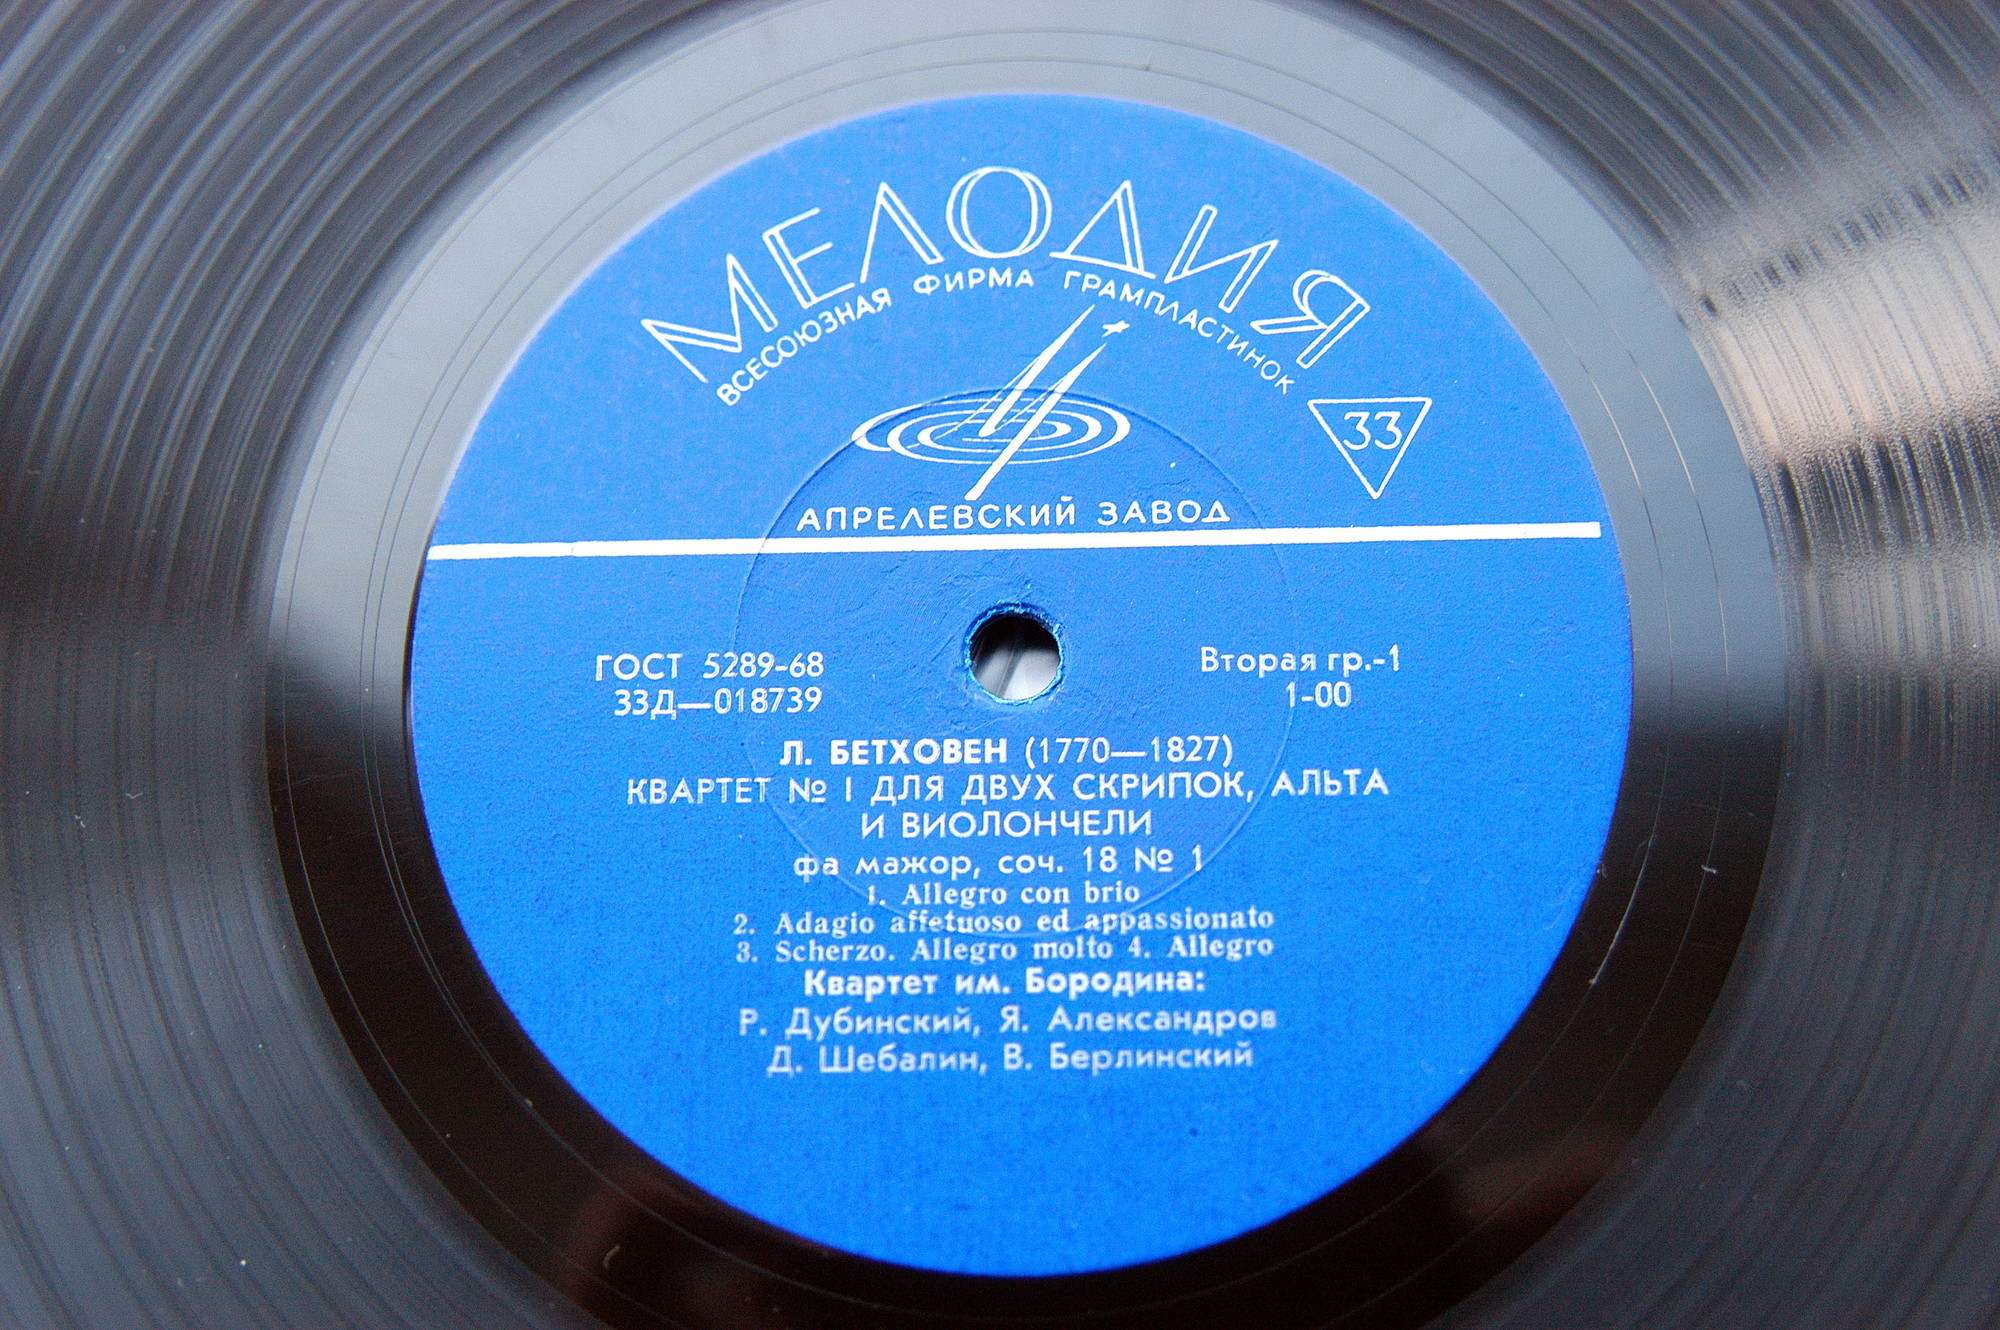 МЕЛОДИЯ
ВСЕСОЮЗНАЯ ФИРМА ГРАМПЛАСТИНОК
33
АПРЕЛЕВСКИЙ ЗАВОД
ГОСТ 5289-68
Вторая гр.-1
33Д—018739
1-00
Л. БЕТХОВЕН (1770—1827)
КВАРТЕТ № I ДЛЯ ДВУХ СКРИПОК, АЛЬТА
И ВИОЛОНЧЕЛИ
фа мажор, соч. 18 № 1
1. Allegro con brio
2. Adagio affetuoso ed appassionato
3. Scherzo. Allegro molto 4. Allegro
Квартет им. Бородина:
Р. Дубинский, Я. Александров
Д. Шебалин, В. Берлинский